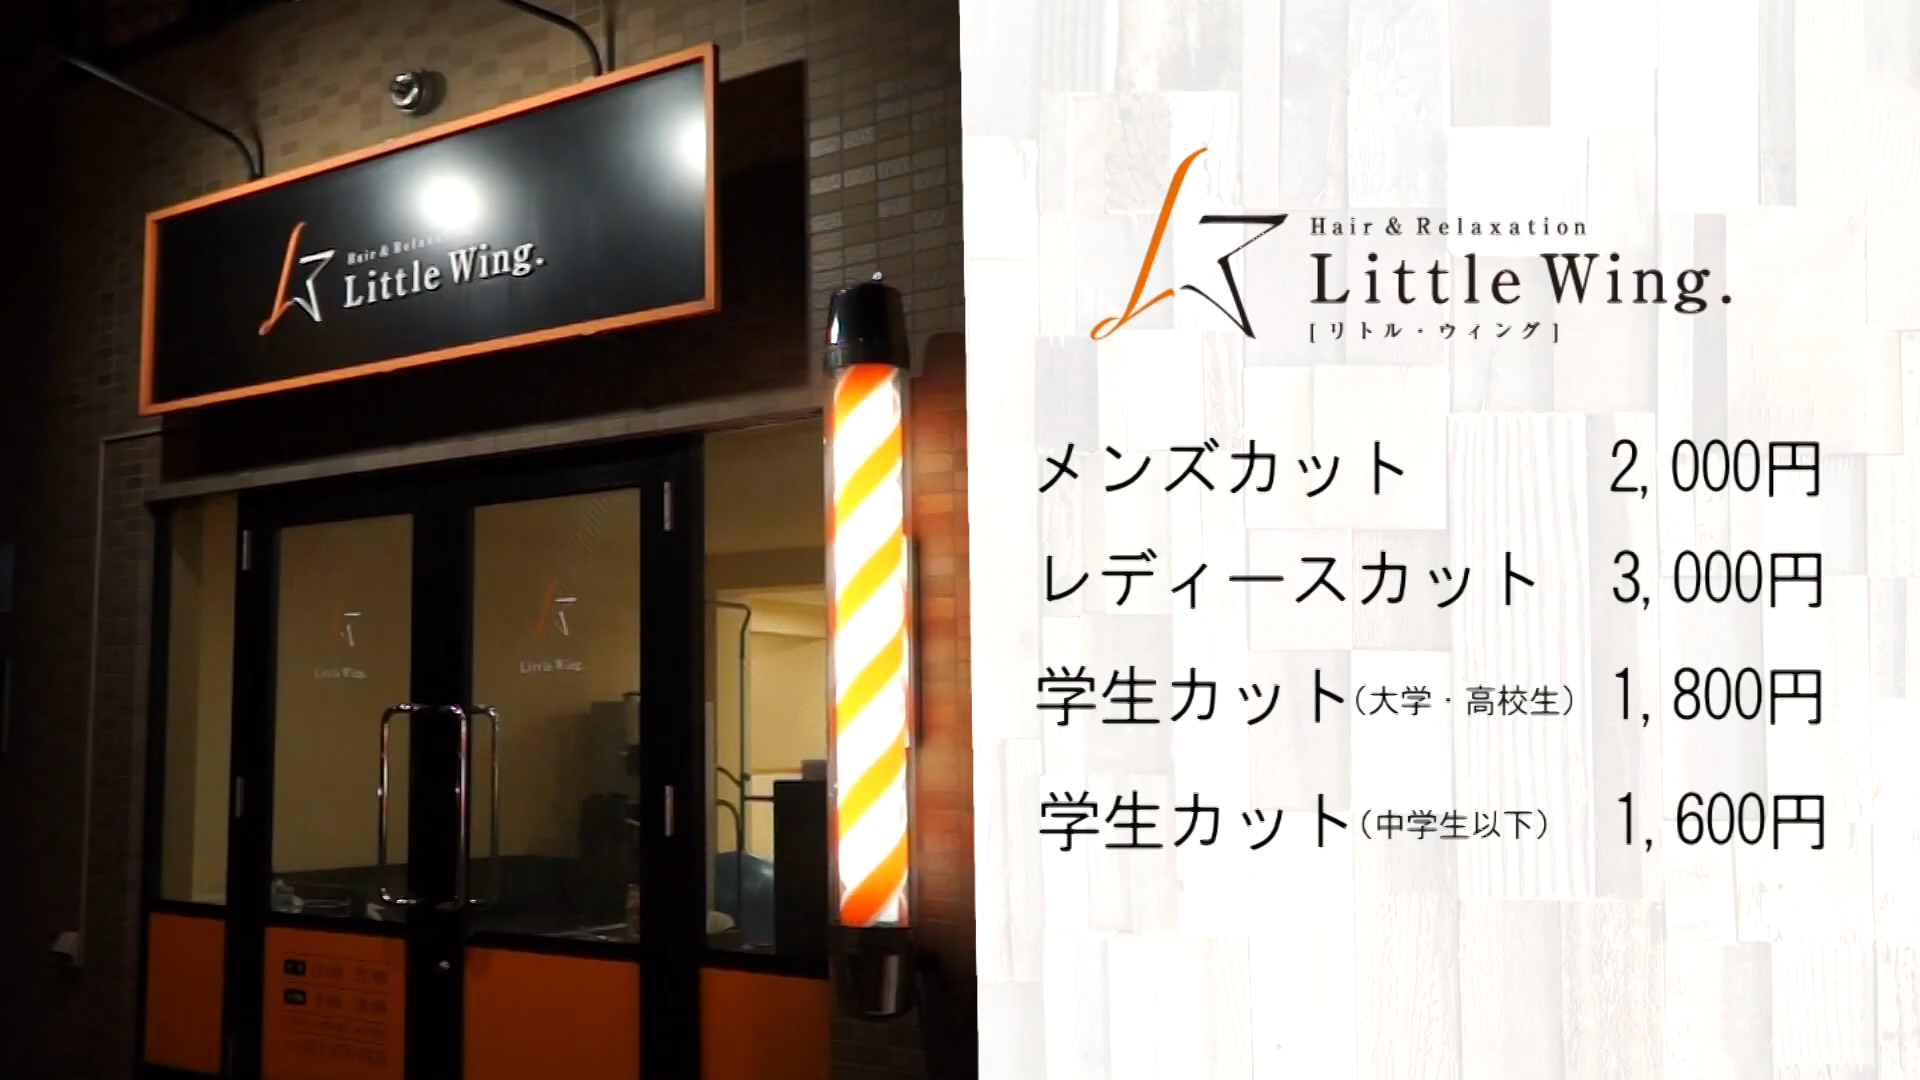 Hair & Relaxation
Little Wing.
Little Wing.
Little Wing.
Hair & Relaxation
Little Wing.
[リトル・ウィング]
メンズカット 2,000円
レディースカット 3,000円
学生カット(大学・高校生) 1,800円
学生カット(中学生以下) 1,600円